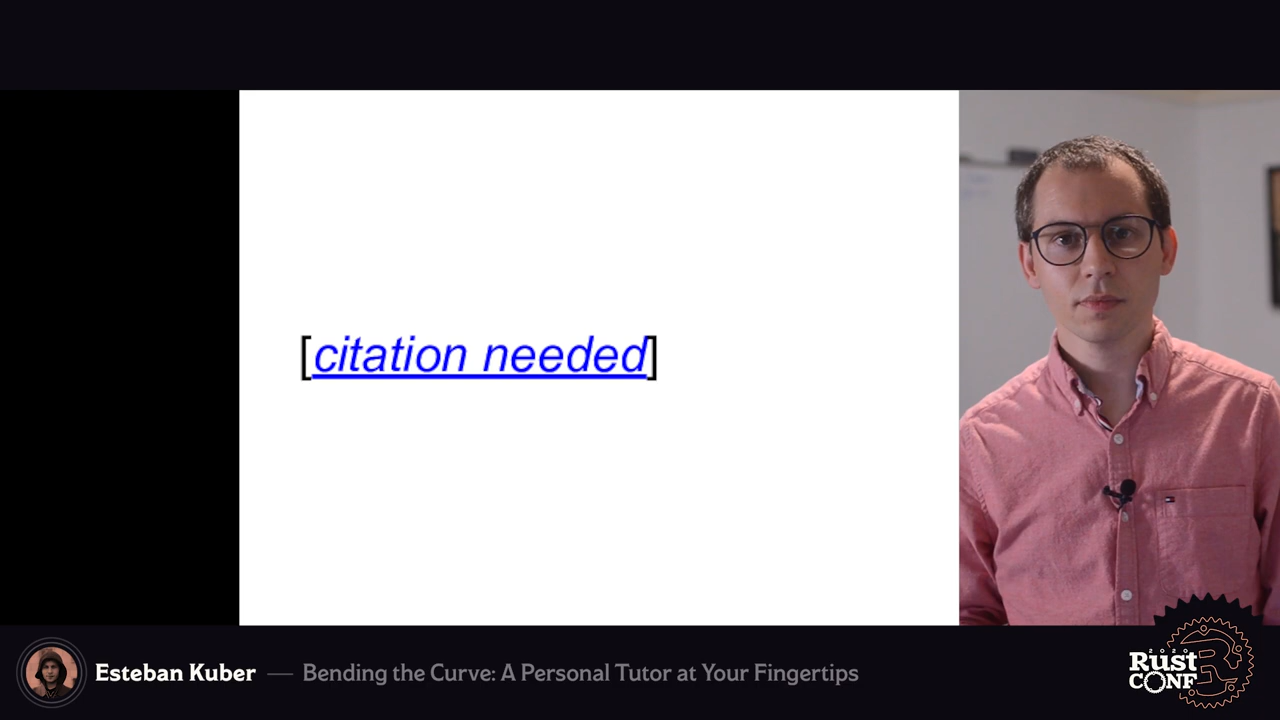 [citation needed]
Esteban Kuber — Bending the Curve: A Personal Tutor at Your Fingertips
2020
Rust
CONF